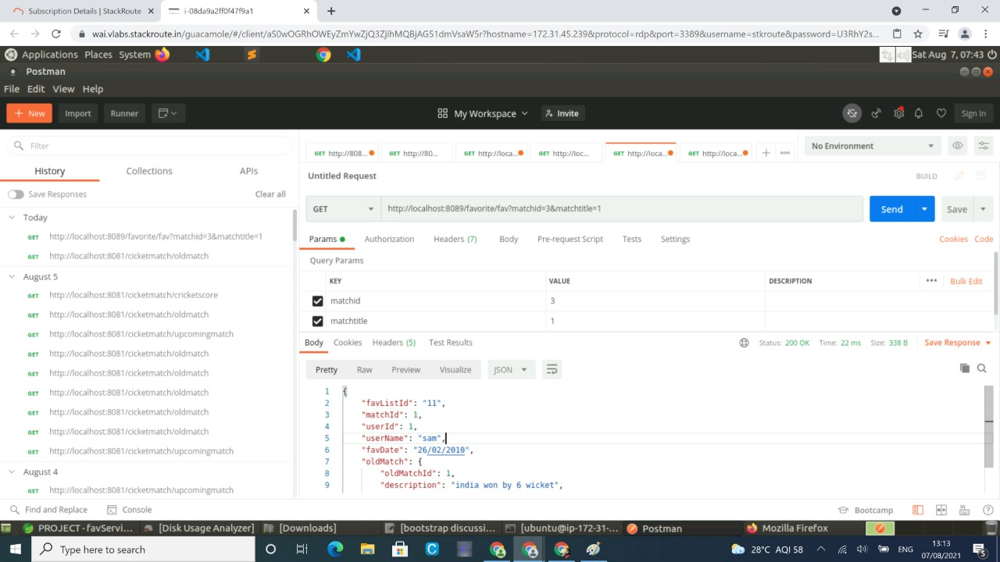 Subscription Details | StackRoute
i-08da9a2ff0f47f9a1
wai.vlabs.stackroute.in/guacamole/#/client/aS0wOGRhOWEyZmYwZjQ3ZjlhMQBjAG51dmVsaW5r?hostname=172.31.45.239&protocol=rdp&port=3389&username=stkroute&password=U3RhY2s...
Applications Places System
Sat Aug 7, 07:43
Postman
File Edit View Help
New Import Runner
My Workspace
Invite
Sign In
Filter
GET http://808...
GET http://80...
GET http://loca...
GET http://loc...
GET http://loca...
GET http://loca...
No Environment
History Collections APIs
Untitled Request
BUILD
Save Responses
Clear all
GET
http://localhost:8089/favorite/fav?matchid=3&matchtitle=1
Send
Save
Today
GET http://localhost:8089/favorite/fav?matchid=3&matchtitle=1
GET http://localhost:8081/cicketmatch/oldmatch
August 5
GET http://localhost:8081/cicketmatch/cricketscore
GET http://localhost:8081/cicketmatch/oldmatch
GET http://localhost:8081/cicketmatch/upcomingmatch
GET http://localhost:8081/cicketmatch/oldmatch
GET http://localhost:8081/cicketmatch/oldmatch
GET http://localhost:8081/cicketmatch/oldmatch
GET http://localhost:8081/cicketmatch/oldmatch
GET http://localhost:8081/cicketmatch/oldmatch
GET http://localhost:8081/cicketmatch/upcomingmatch
August 4
GET http://localhost:8081/cicketmatch/upcomingmatch
Params Authorization Headers (7) Body Pre-request Script Tests Settings
Cookies Code
Query Params
KEY VALUE DESCRIPTION
Bulk Edit
matchid 3
matchtitle 1
Body Cookies Headers (5) Test Results
Status: 200 OK Time: 22 ms Size: 338 B
Save Response
Pretty Raw Preview Visualize JSON
1 {
2 "favListId": "11",
3 "matchId": 1,
4 "userId": 1,
5 "userName": "sam",
6 "favDate": "26/02/2010",
7 "oldMatch": {
8 "oldMatchId": 1,
9 "description": "india won by 6 wicket",
Find and Replace Console
Bootcamp
PROJECT - favServi...
[Disk Usage Analyzer]
[Downloads]
[bootstrap discussi...
[ubuntu@ip-172-31-...
Postman
Mozilla Firefox
Type here to search
28°C AQI 58
ENG
13:13
07/08/2021
5